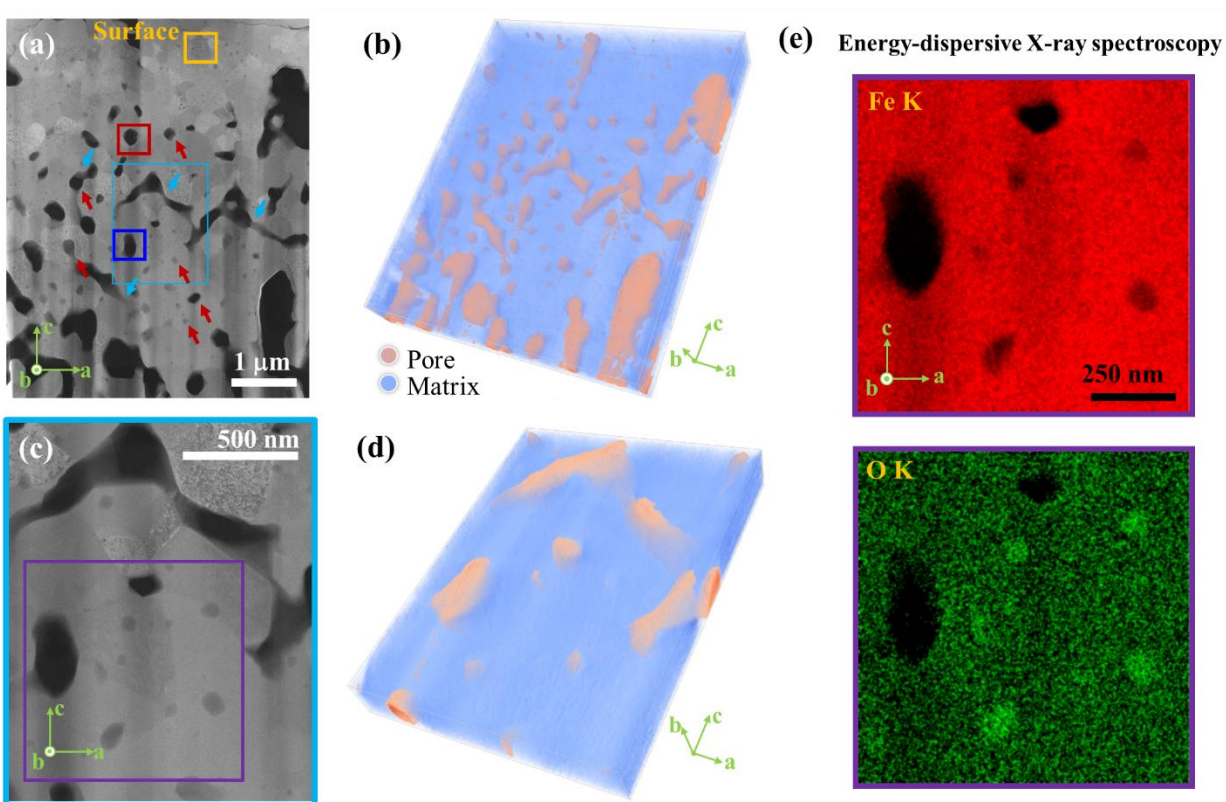 (a)
Surface
b
c
a
1 μm
(b)
Pore
Matrix
b
c
a
(c)
500 nm
b
c
a
(d)
b
c
a
(e)
Energy-dispersive X-ray spectroscopy
Fe K
c
b
a
250 nm
O K